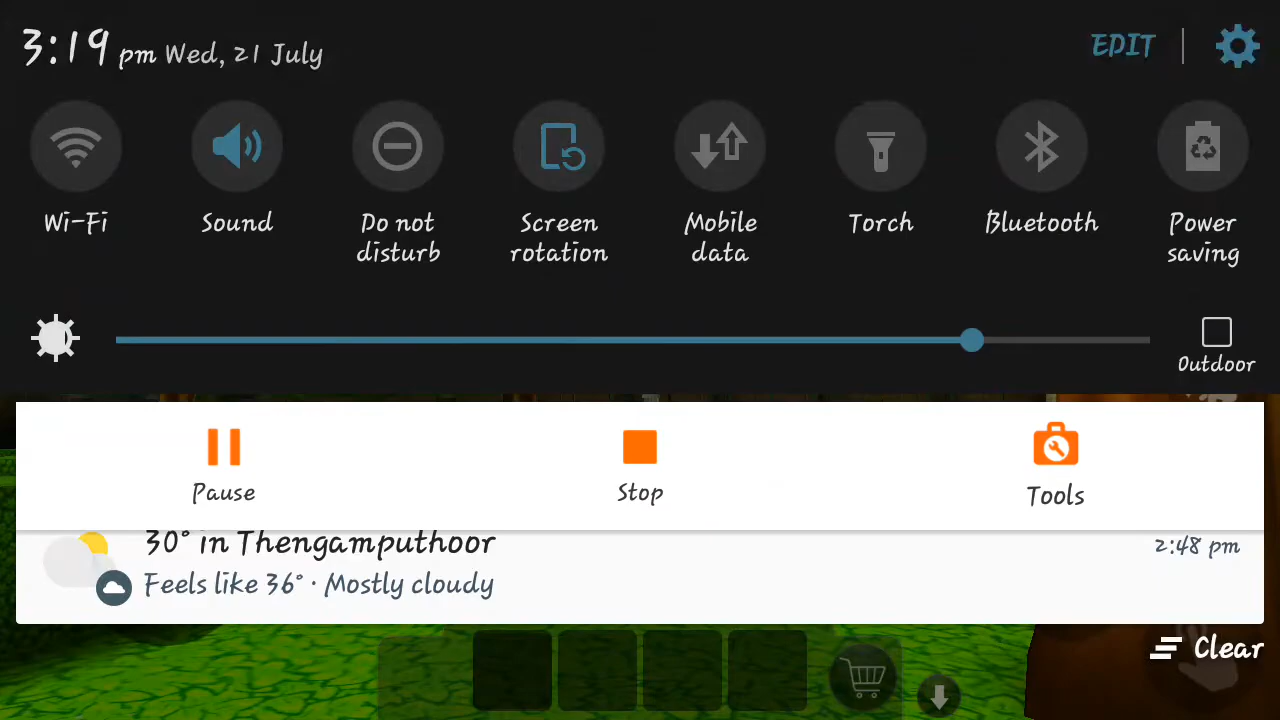 3:19 pm Wed, 21 July
EDIT
Wi-Fi
Sound
Do not
disturb
Screen
rotation
Mobile
data
Torch
Bluetooth
Power
saving
Outdoor
Pause
Stop
Tools
30° in Thengamputhoor
2:48 pm
Feels like 36° · Mostly cloudy
Clear